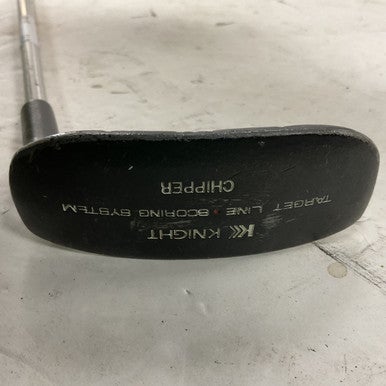 KNIGHT
TARGET LINE SCORING SYSTEM
CHIPPER